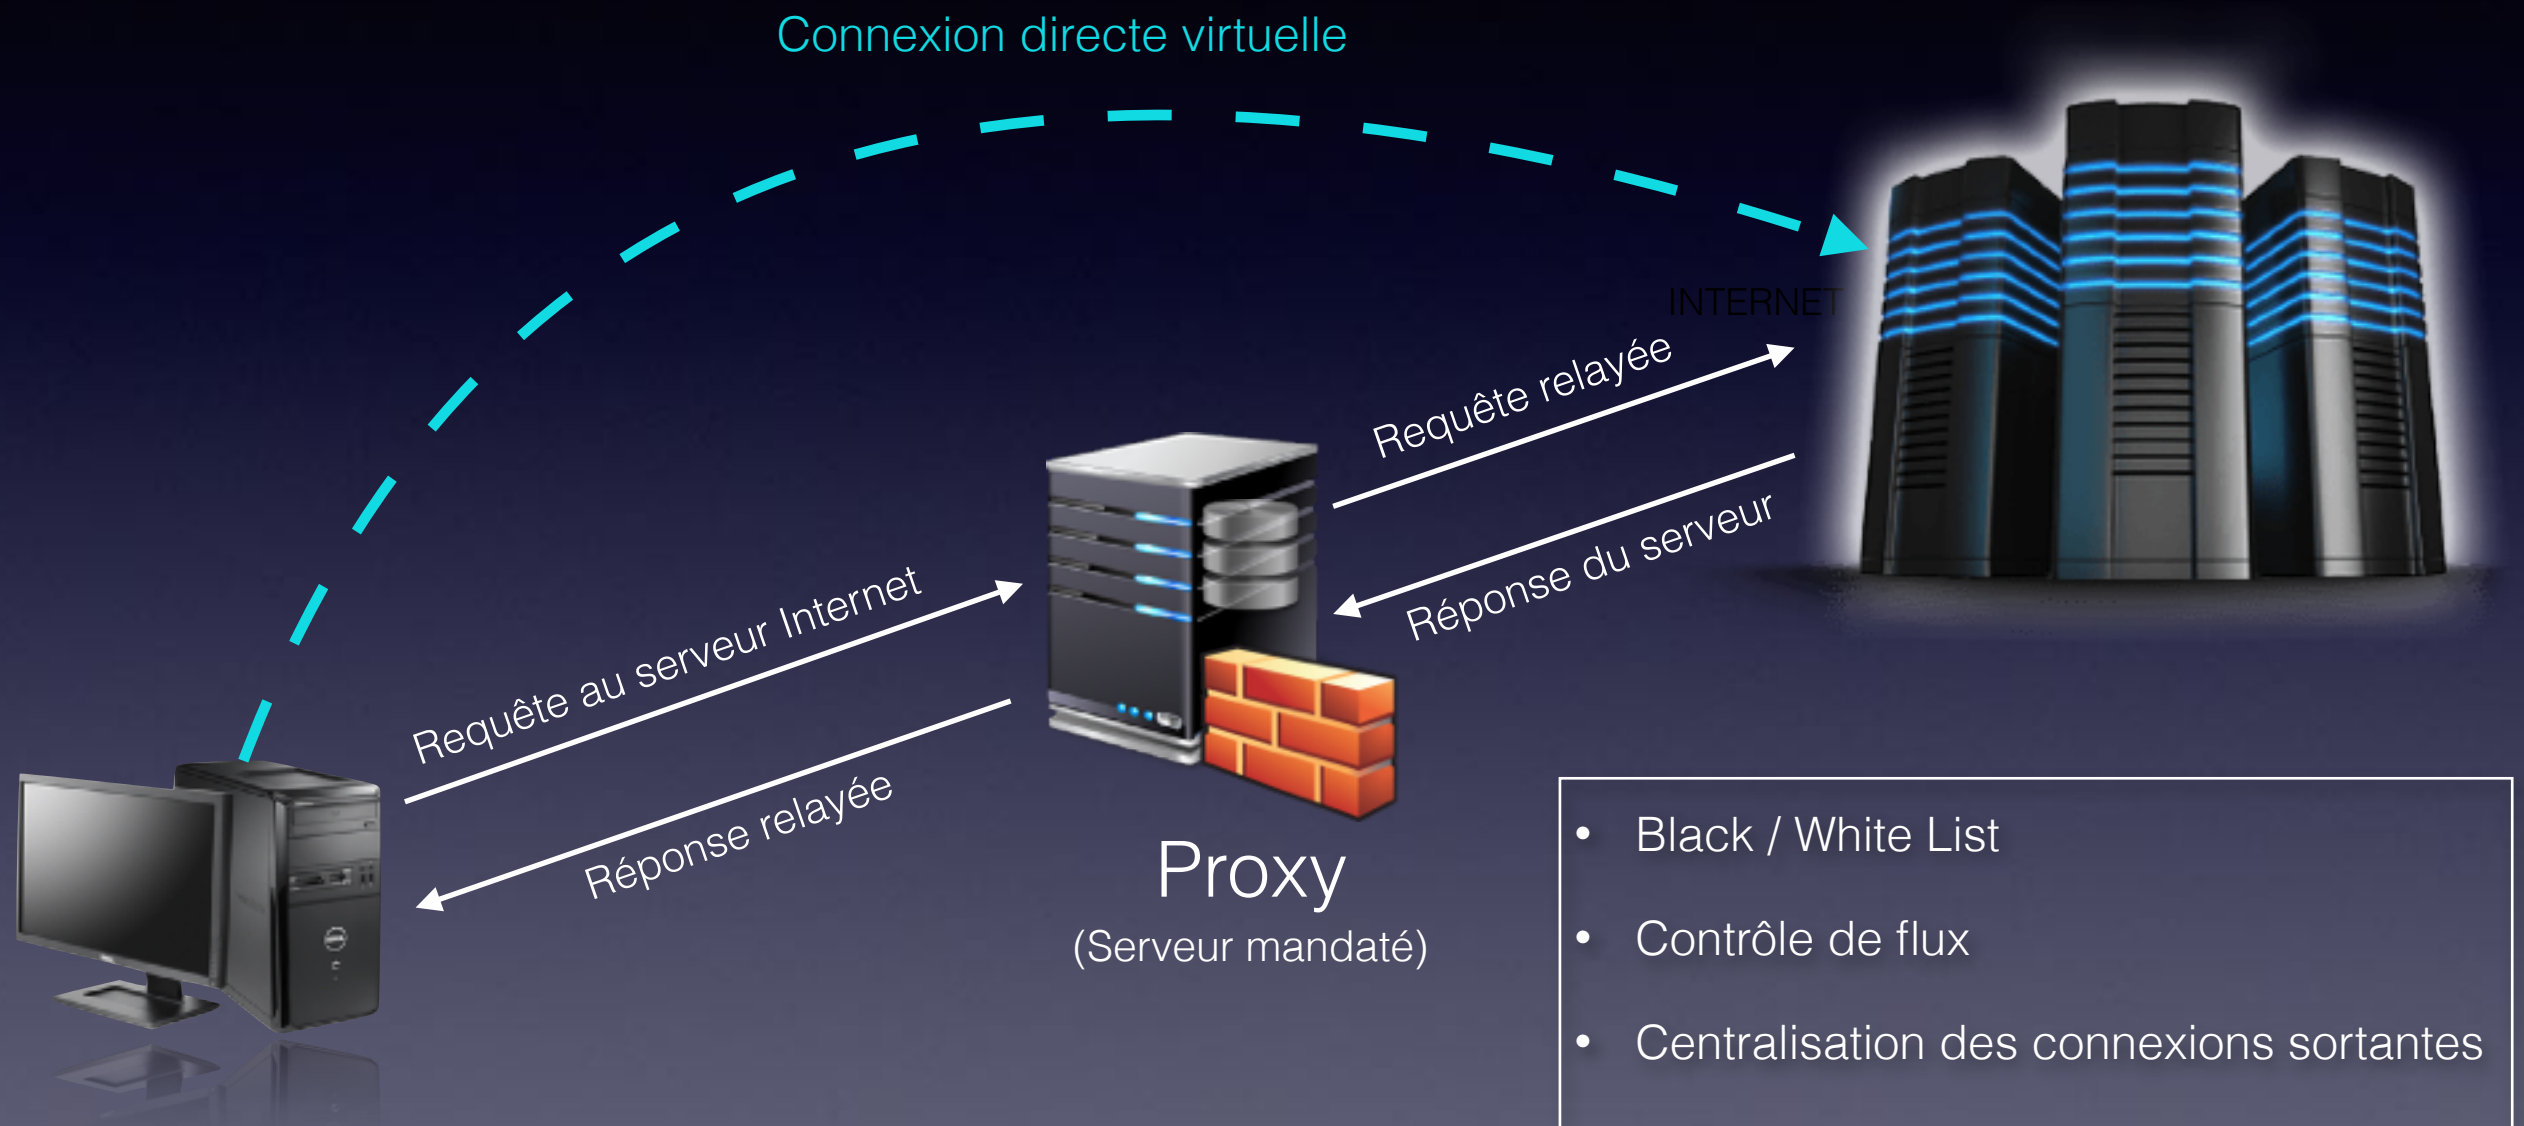 Connexion directe virtuelle
INTERNET
Requête relayée
Réponse du serveur
Requête au serveur Internet
Réponse relayée
Proxy
(Serveur mandaté)
• Black / White List
• Contrôle de flux
• Centralisation des connexions sortantes